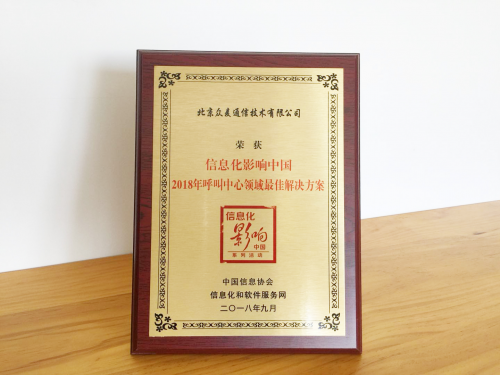 北京众麦通信技术有限公司
荣 获
信息化影响中国
2018年呼叫中心领域最佳解决方案
信息化
影响
中国
系列活动
中国信息协会
信息化和软件服务网
二〇一八年九月